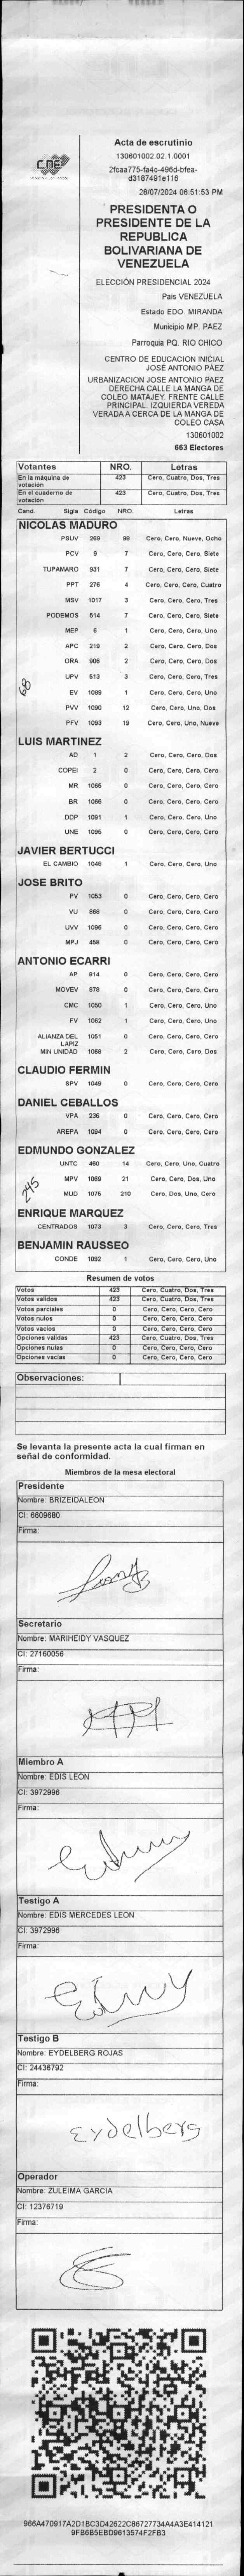 CNE
Acta de escrutinio
130601002.02.1.0001
2fcaa775-fa4c-496d-bfea-
d3187491e116
28/07/2024 06:51:53 PM
PRESIDENTA O
PRESIDENTE DE LA
REPUBLICA
BOLIVARIANA DE
VENEZUELA
ELECCIÓN PRESIDENCIAL 2024
Pais VENEZUELA
Estado EDO. MIRANDA
Municipio MP. PAEZ
Parroquia PQ. RIO CHICO
CENTRO DE EDUCACION INICIAL
JOSÉ ANTONIO PÁEZ
URBANIZACION JOSE ANTONIO PAEZ
DERECHA CALLE LA MANGA DE
COLEO MATAJEY. FRENTE CALLE
PRINCIPAL. IZQUIERDA VEREDA
VERADA A CERCA DE LA MANGA DE
COLEO CASA
130601002
663 Electores
Votantes NRO. Letras
En la máquina de votación 423 Cero, Cuatro, Dos, Tres
En el cuaderno de votación 423 Cero, Cuatro, Dos, Tres
Cand. Sigla Código NRO. Letras
NICOLAS MADURO
PSUV 269 98 Cero, Cero, Nueve, Ocho
PCV 9 7 Cero, Cero, Cero, Siete
TUPAMARO 931 7 Cero, Cero, Cero, Siete
PPT 276 4 Cero, Cero, Cero, Cuatro
MSV 1017 3 Cero, Cero, Cero, Tres
PODEMOS 514 7 Cero, Cero, Cero, Siete
MEP 6 1 Cero, Cero, Cero, Uno
APC 219 2 Cero, Cero, Cero, Dos
ORA 906 2 Cero, Cero, Cero, Dos
UPV 513 3 Cero, Cero, Cero, Tres
EV 1089 1 Cero, Cero, Cero, Uno
PVV 1090 12 Cero, Cero, Uno, Dos
PFV 1093 19 Cero, Cero, Uno, Nueve
LUIS MARTINEZ
AD 1 2 Cero, Cero, Cero, Dos
COPEI 2 0 Cero, Cero, Cero, Cero
MR 1065 0 Cero, Cero, Cero, Cero
BR 1066 0 Cero, Cero, Cero, Cero
DDP 1091 1 Cero, Cero, Cero, Uno
UNE 1095 0 Cero, Cero, Cero, Cero
JAVIER BERTUCCI
EL CAMBIO 1048 1 Cero, Cero, Cero, Uno
JOSE BRITO
PV 1053 0 Cero, Cero, Cero, Cero
VU 868 0 Cero, Cero, Cero, Cero
UVV 1096 0 Cero, Cero, Cero, Cero
MPJ 458 0 Cero, Cero, Cero, Cero
ANTONIO ECARRI
AP 914 0 Cero, Cero, Cero, Cero
MOVEV 878 0 Cero, Cero, Cero, Cero
CMC 1050 1 Cero, Cero, Cero, Uno
FV 1062 1 Cero, Cero, Cero, Uno
ALIANZA DEL LAPIZ 1051 0 Cero, Cero, Cero, Cero
MIN UNIDAD 1088 2 Cero, Cero, Cero, Dos
CLAUDIO FERMIN
SPV 1049 0 Cero, Cero, Cero, Cero
DANIEL CEBALLOS
VPA 236 0 Cero, Cero, Cero, Cero
AREPA 1094 0 Cero, Cero, Cero, Cero
EDMUNDO GONZALEZ
UNTC 460 14 Cero, Cero, Uno, Cuatro
MPV 1069 21 Cero, Cero, Dos, Uno
245
MUD 1076 210 Cero, Dos, Uno, Cero
ENRIQUE MARQUEZ
CENTRADOS 1073 3 Cero, Cero, Cero, Tres
BENJAMIN RAUSSEO
CONDE 1092 1 Cero, Cero, Cero, Uno
Resumen de votos
Votos 423 Cero, Cuatro, Dos, Tres
Votos validos 423 Cero, Cuatro, Dos, Tres
Votos parciales 0 Cero, Cero, Cero, Cero
Votos nulos 0 Cero, Cero, Cero, Cero
Votos vacios 0 Cero, Cero, Cero, Cero
Opciones validas 423 Cero, Cuatro, Dos, Tres
Opciones nulas 0 Cero, Cero, Cero, Cero
Opciones vacias 0 Cero, Cero, Cero, Cero
Observaciones:
Se levanta la presente acta la cual firman en
señal de conformidad.
Miembros de la mesa electoral
Presidente
Nombre: BRIZEIDALEON
CI: 6609680
Firma:
Secretario
Nombre: MARIHEIDY VASQUEZ
CI: 27160056
Firma:
Miembro A
Nombre: EDIS LEON
CI: 3972996
Firma:
Testigo A
Nombre: EDIS MERCEDES LEON
CI: 3972996
Firma:
Testigo B
Nombre: EYDELBERG ROJAS
CI: 24436792
Firma:
Eydelberg
Operador
Nombre: ZULEIMA GARCIA
CI: 12376719
Firma:
966A470917A2D1BC3D42622C86727734A4A3E414121
9FB6B5EBD9613574F2FB3